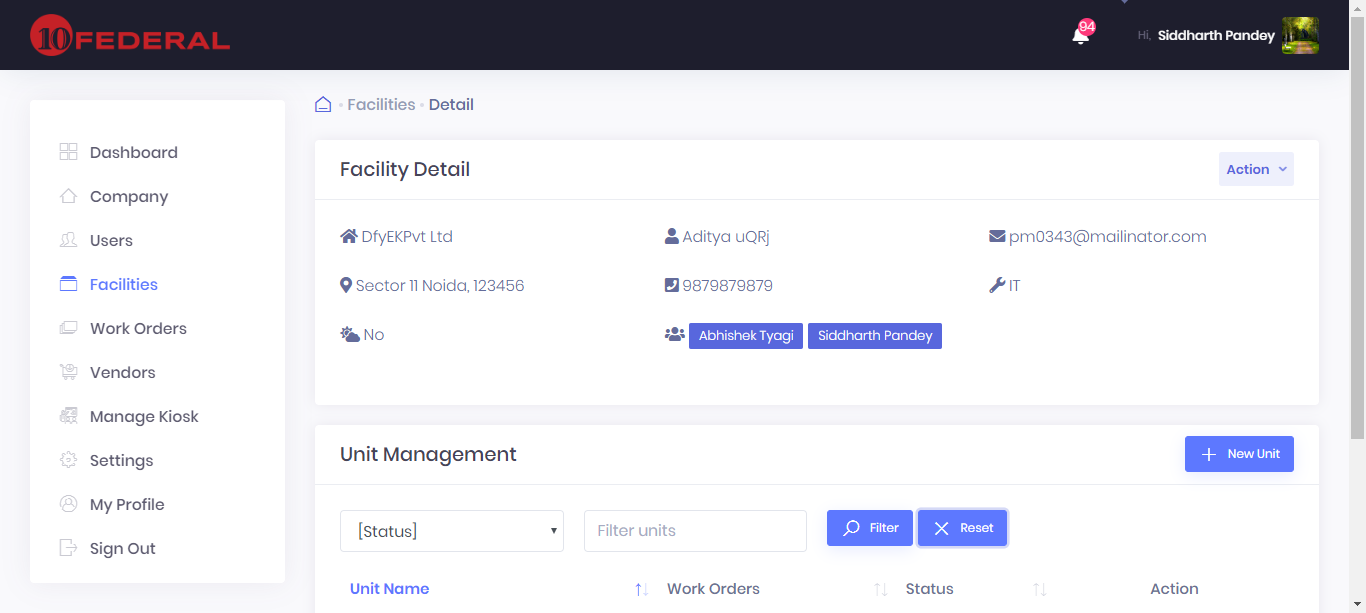 10 FEDERAL
94
Hi, Siddharth Pandey
Facilities Detail
Dashboard
Company
Users
Facilities
Work Orders
Vendors
Manage Kiosk
Settings
My Profile
Sign Out
Facility Detail
Action
DfyEKPvt Ltd
Aditya uQRj
pm0343@mailinator.com
Sector 11 Noida, 123456
9879879879
IT
No
Abhishek Tyagi
Siddharth Pandey
Unit Management
New Unit
[Status]
Filter units
Filter
Reset
Unit Name
Work Orders
Status
Action